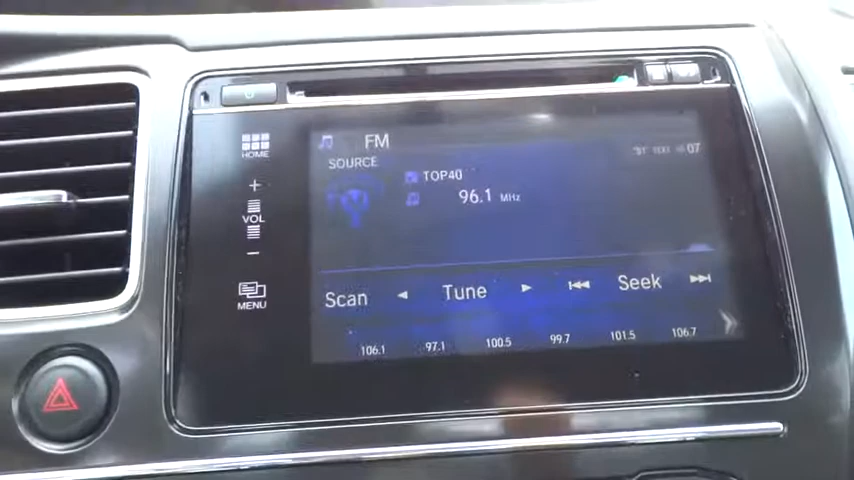 FM
HOME
SOURCE
TOP40
96.1 MHz
+
VOL
−
MENU
Scan Tune Seek
106.1 97.1 100.5 99.7 101.5 106.7